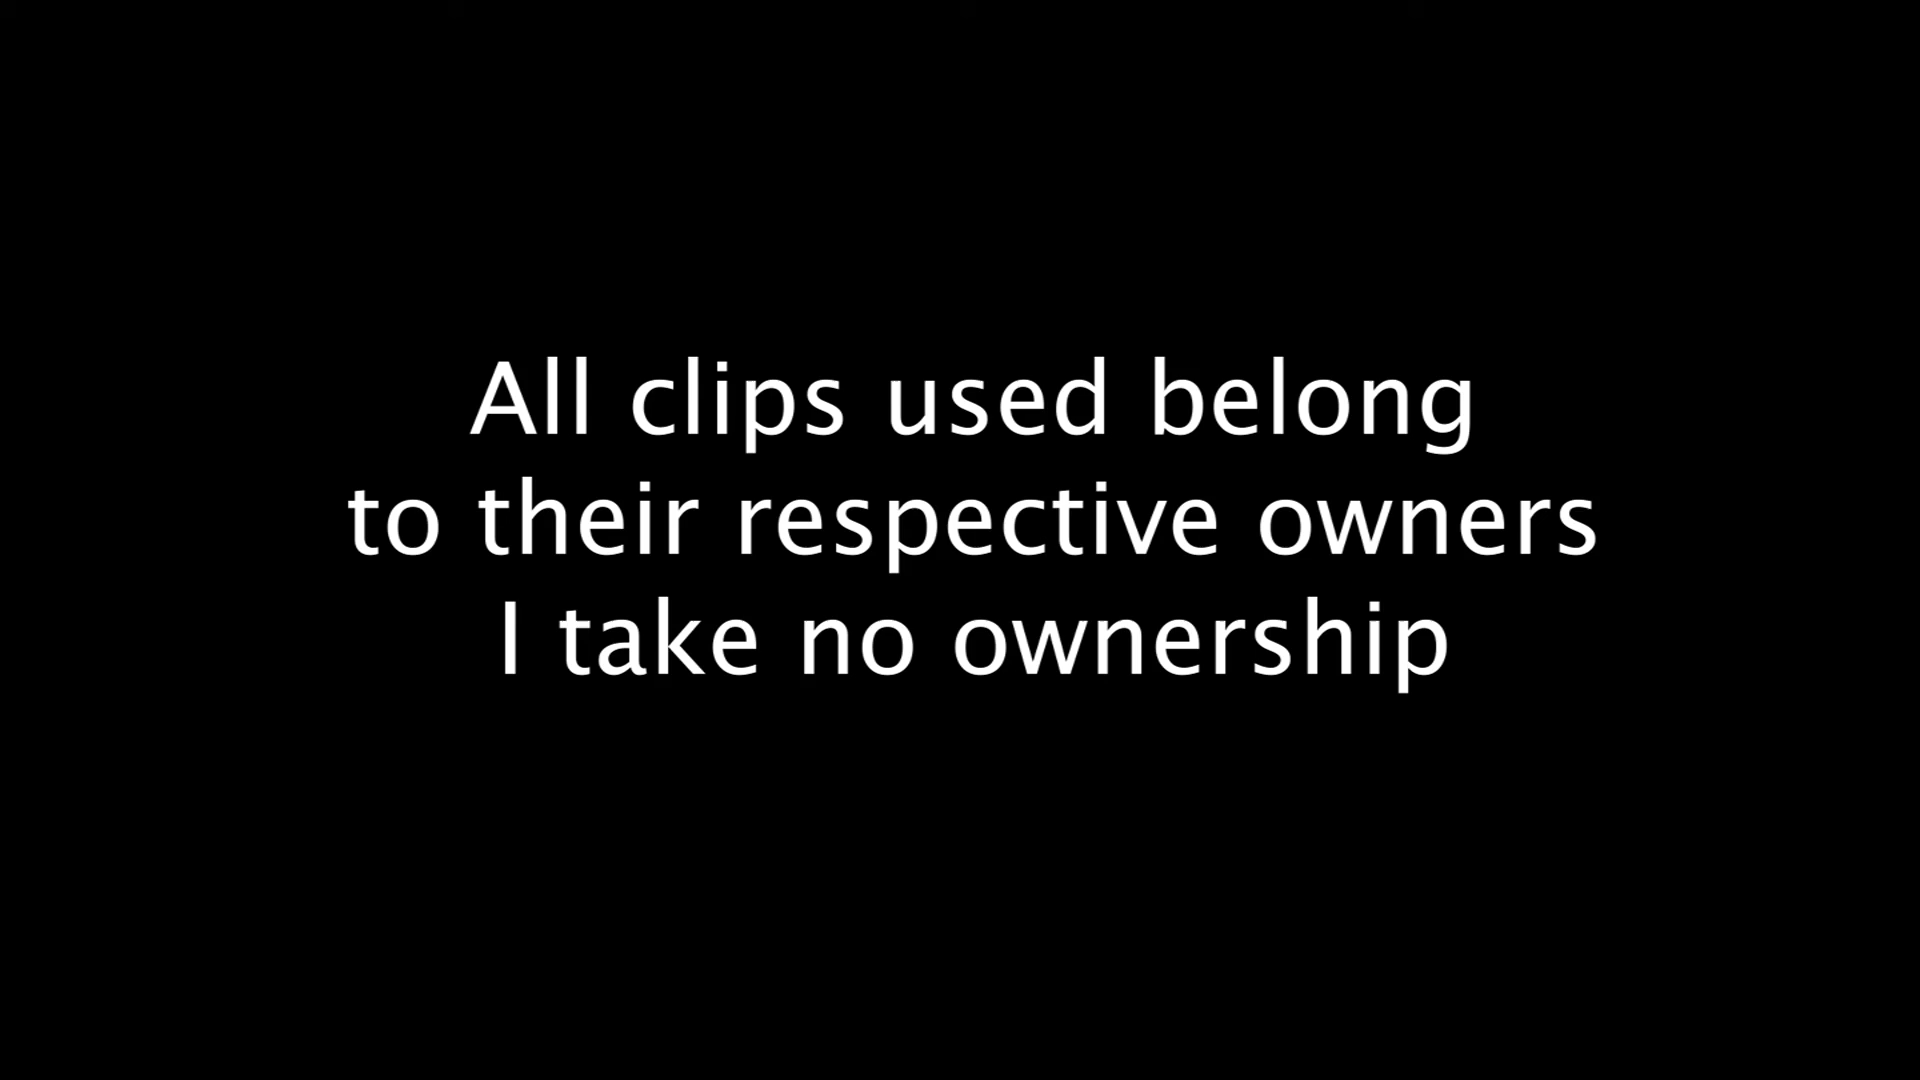 All clips used belong
to their respective owners
I take no ownership